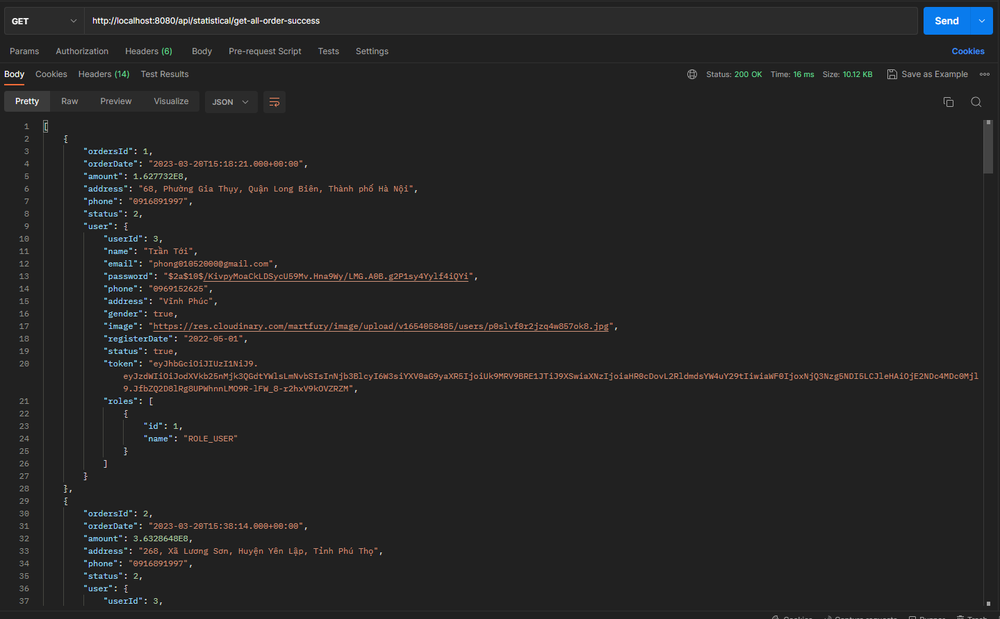 GET http://localhost:8080/api/statistical/get-all-order-success Send
Params Authorization Headers (6) Body Pre-request Script Tests Settings Cookies
Body Cookies Headers (14) Test Results Status: 200 OK Time: 16 ms Size: 10.12 KB Save as Example
Pretty Raw Preview Visualize JSON
1 [
2 {
3 "ordersId": 1,
4 "orderDate": "2023-03-20T15:18:21.000+00:00",
5 "amount": 1.627732E8,
6 "address": "68, Phường Gia Thụy, Quận Long Biên, Thành phố Hà Nội",
7 "phone": "0916891997",
8 "status": 2,
9 "user": {
10 "userId": 3,
11 "name": "Trần Tới",
12 "email": "phong01052000@gmail.com",
13 "password": "$2a$10$/KivpyMoaCkLDSycU59Mv.Hna9Wy/LMG.A0B.g2P1sy4Yylf4iQYi",
14 "phone": "0969152625",
15 "address": "Vĩnh Phúc",
16 "gender": true,
17 "image": "https://res.cloudinary.com/martfury/image/upload/v1654058485/users/p0slvf0r2jzq4w857ok8.jpg",
18 "registerDate": "2022-05-01",
19 "status": true,
20 "token": "eyJhbGciOiJIUzI1NiJ9.
eyJzdWIiOiJodXVkb25nMjk3QGdtYWlsLmNvbSIsInNjb3BlcyI6W3siYXV0aG9yaXR5IjoiUk9MRV9BRE1JTiJ9XSwiaXNzIjoiaHR0cDovL2RldmdsYW4uY29tIiwiaWF0IjoxNjQ3Nzg5NDI5LCJleHAiOjE2NDc4MDc0Mjl
9.JfbZQ2D8lRg8UPWhnnLMO9R-lFW_8-r2hxV9kOVZRZM",
21 "roles": [
22 {
23 "id": 1,
24 "name": "ROLE_USER"
25 }
26 ]
27 }
28 },
29 {
30 "ordersId": 2,
31 "orderDate": "2023-03-20T15:38:14.000+00:00",
32 "amount": 3.6328648E8,
33 "address": "268, Xã Lương Sơn, Huyện Yên Lập, Tỉnh Phú Thọ",
34 "phone": "0916891997",
35 "status": 2,
36 "user": {
37 "userId": 3,
Cookies Capture requests Runner Trash